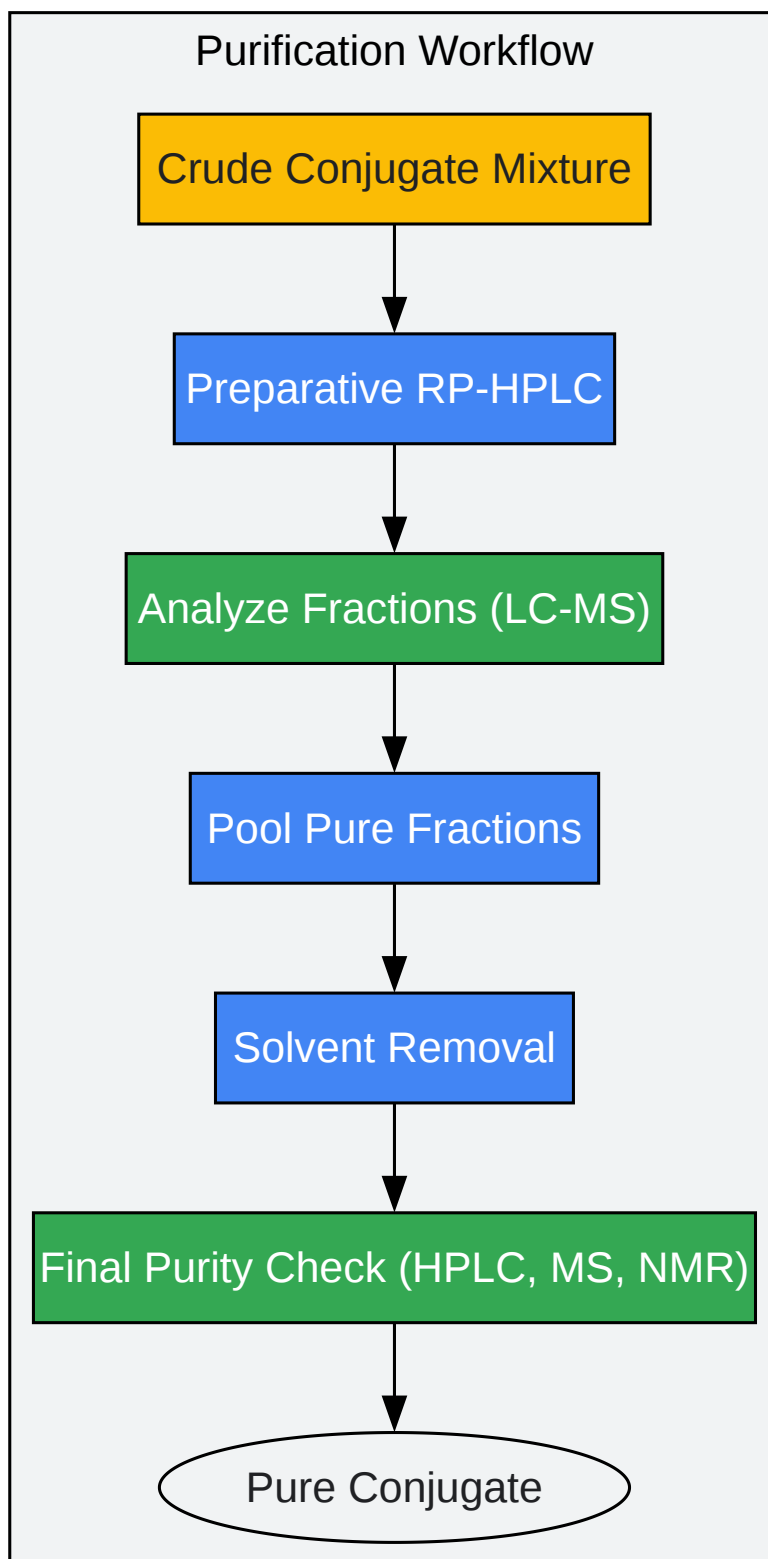 Purification Workflow
Crude Conjugate Mixture
Preparative RP-HPLC
Analyze Fractions (LC-MS)
Pool Pure Fractions
Solvent Removal
Final Purity Check (HPLC, MS, NMR)
Pure Conjugate